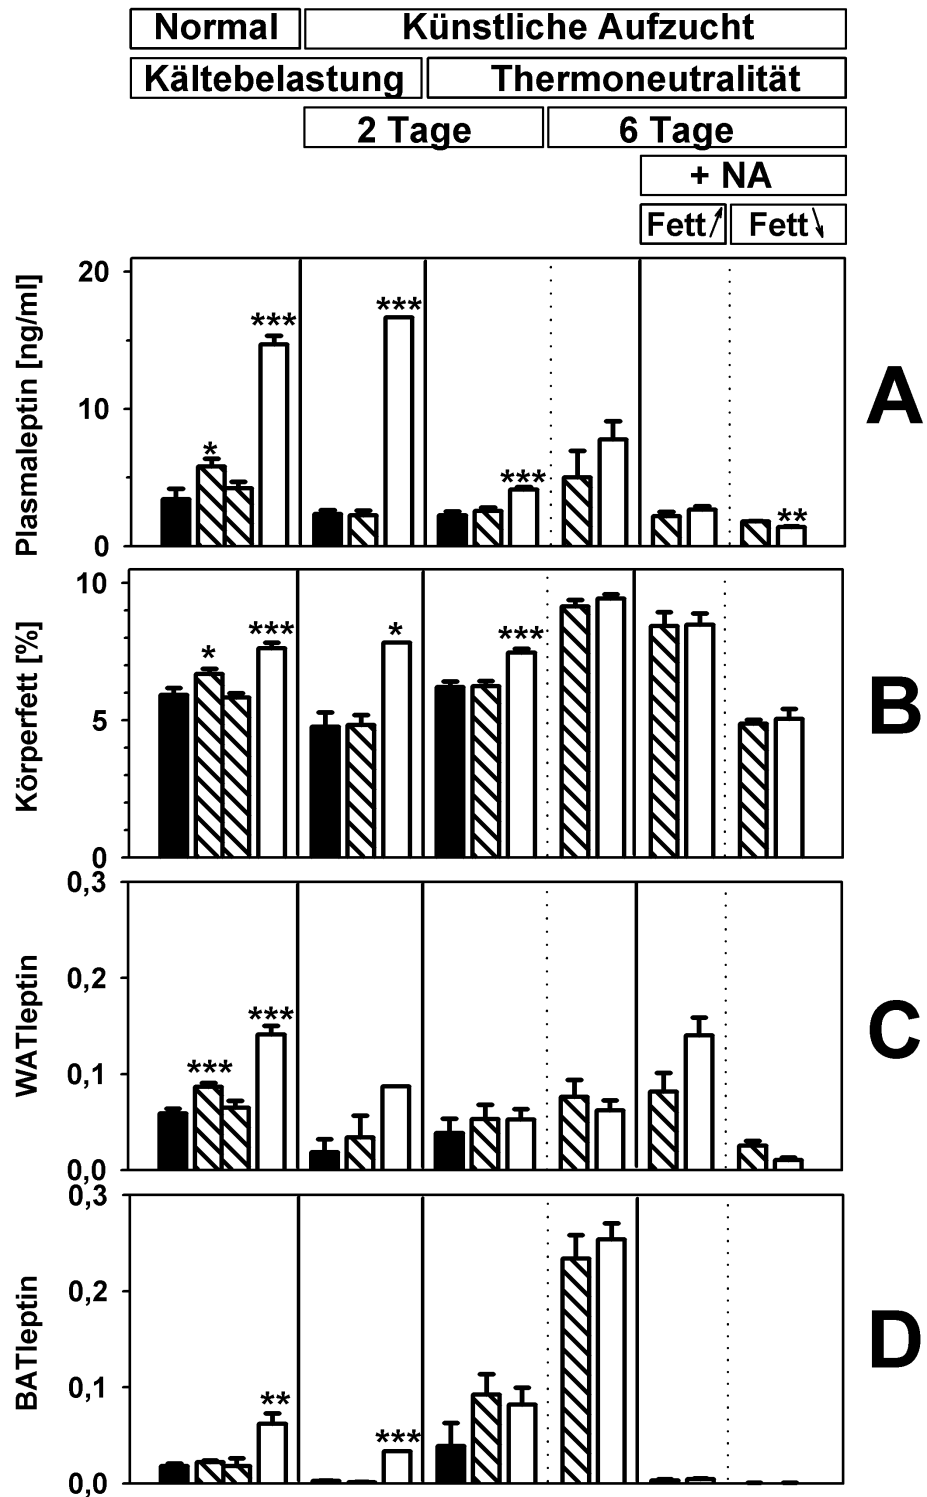 Normal Künstliche Aufzucht
Kältebelastung Thermoneutralität
2 Tage 6 Tage
+ NA
Fett↗ Fett↘
Plasmaleptin [ng/ml]
20
10
0
*** *** *** * **
A
Körperfett [%]
10
5
0
*** * *** *
B
WATleptin
0,3
0,2
0,1
0,0
*** ***
C
BATleptin
0,3
0,2
0,1
0,0
** ***
D